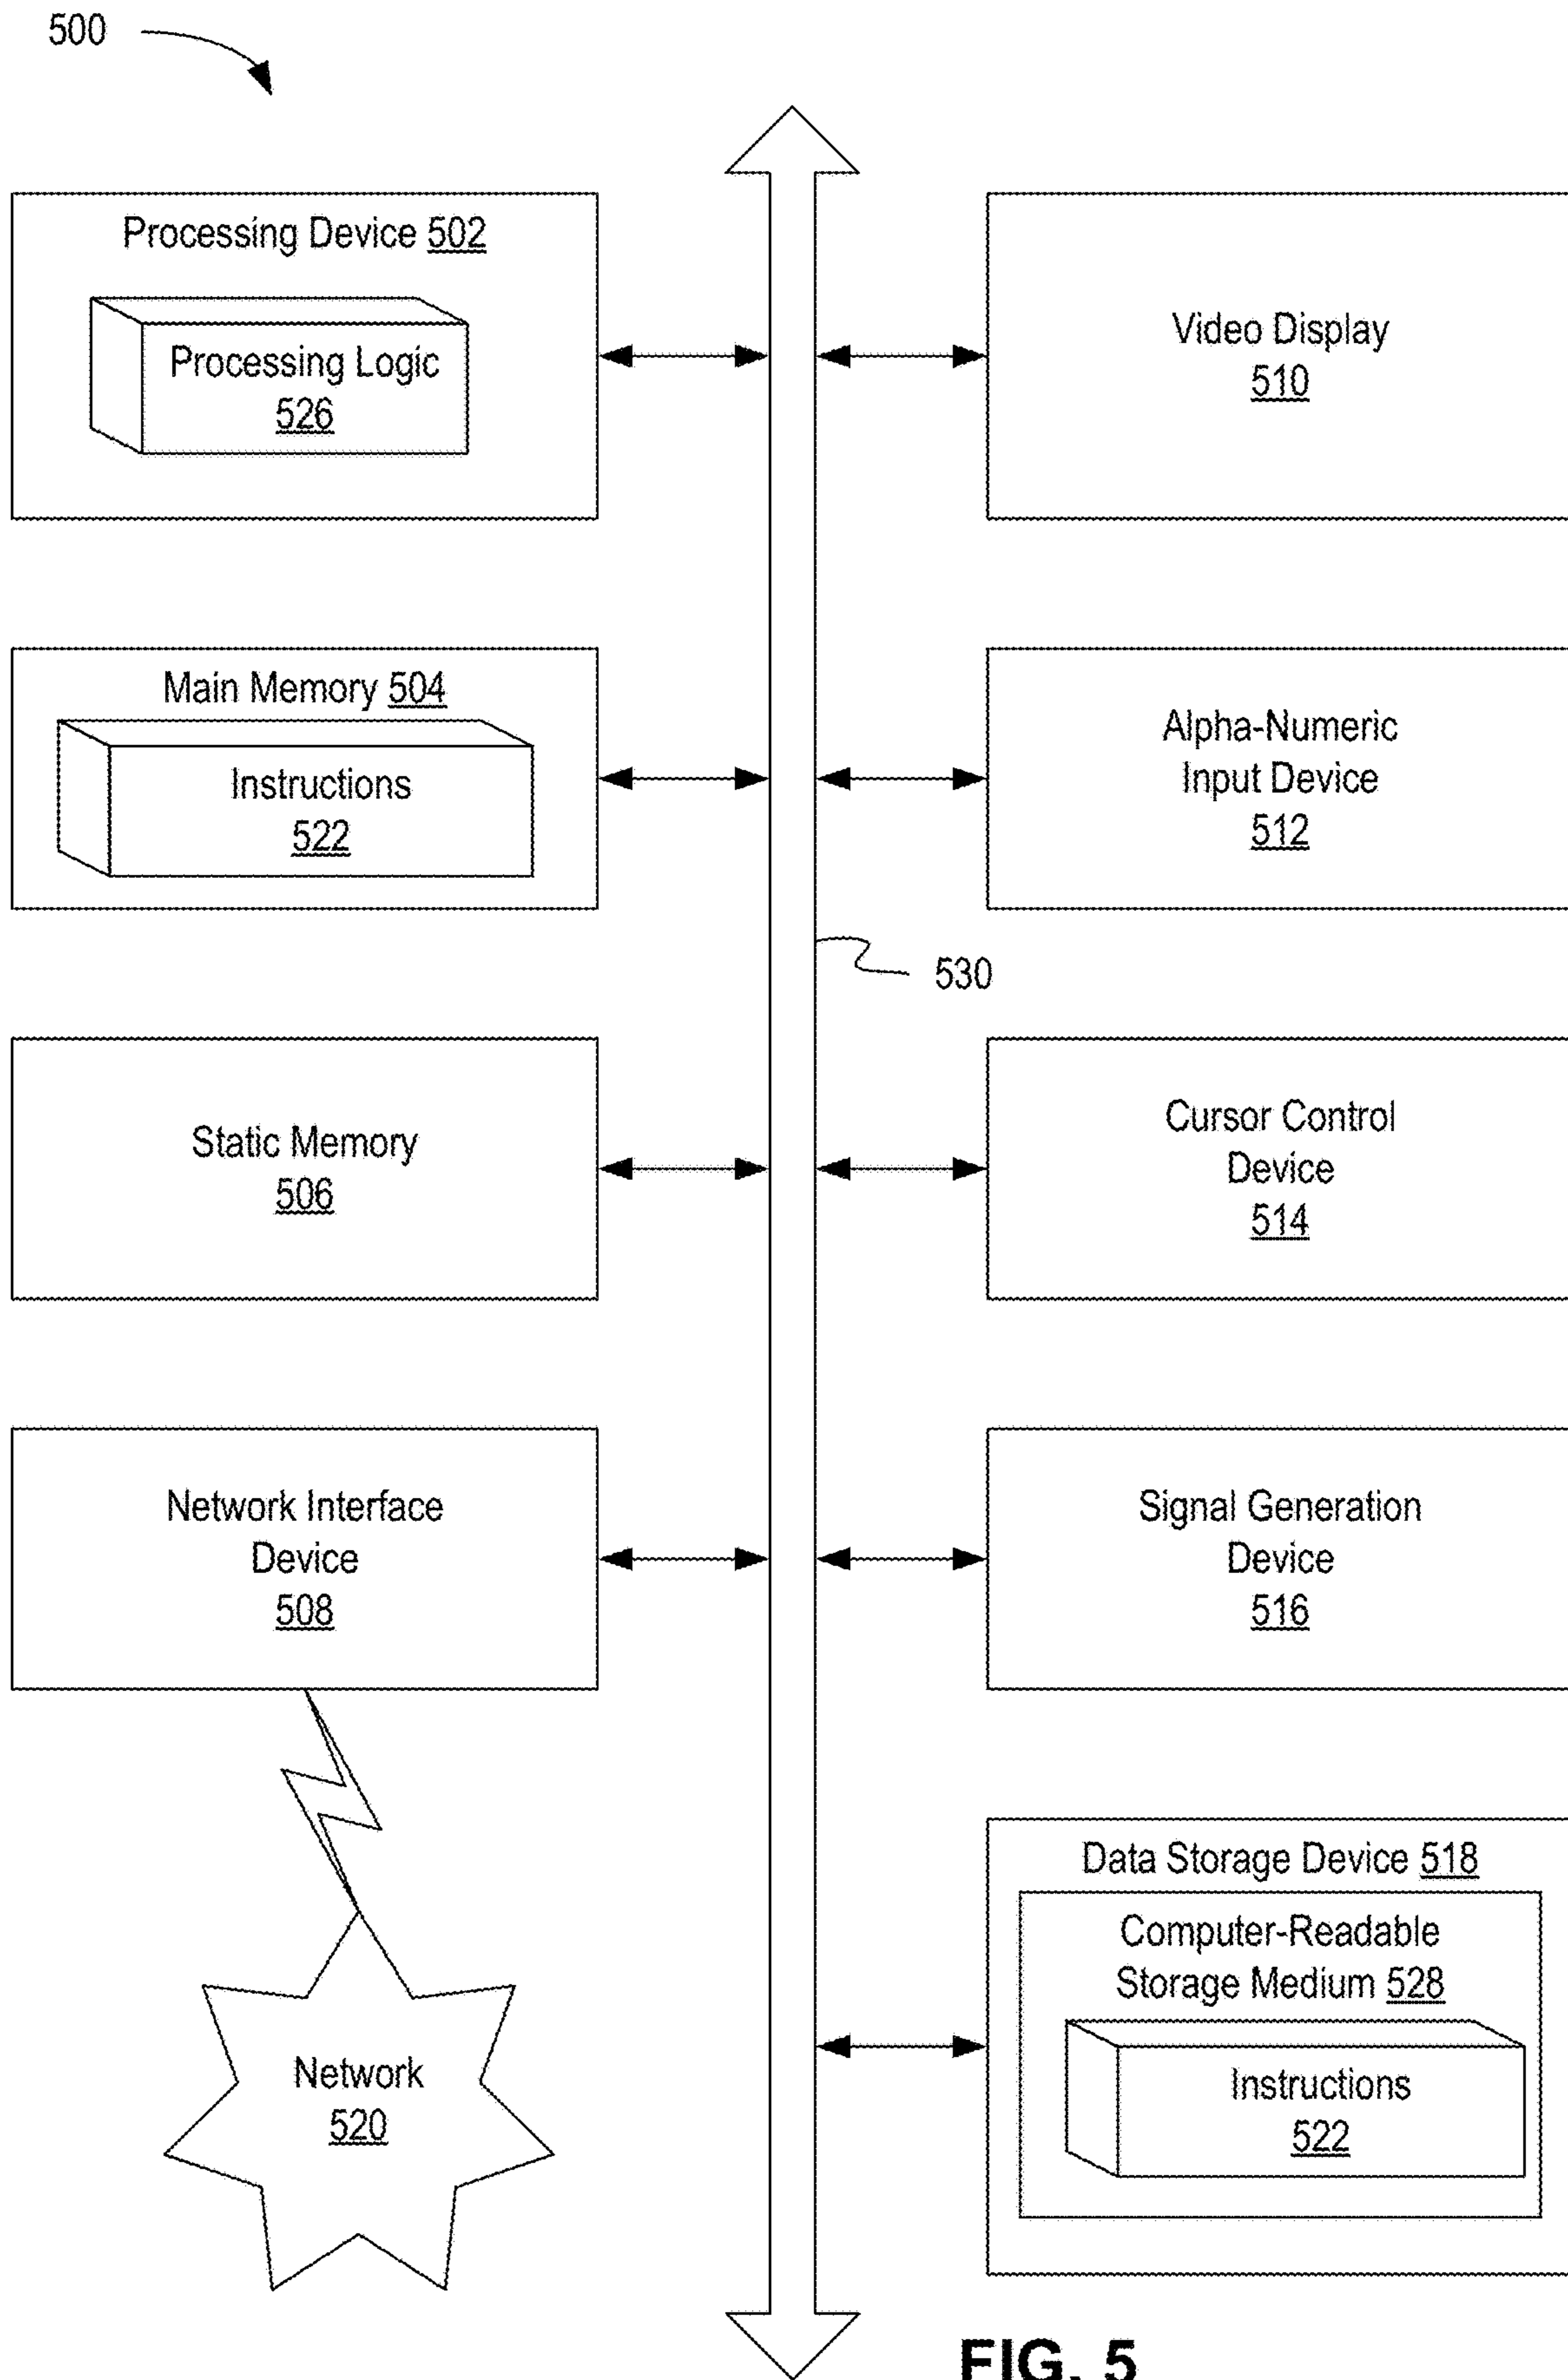 500
Processing Device 502
Processing Logic
526
Video Display
510
Main Memory 504
Instructions
522
Alpha-Numeric
Input Device
512
530
Static Memory
506
Cursor Control
Device
514
Network Interface
Device
508
Signal Generation
Device
516
Data Storage Device 518
Computer-Readable
Storage Medium 528
Instructions
522
Network
520
FIG. 5